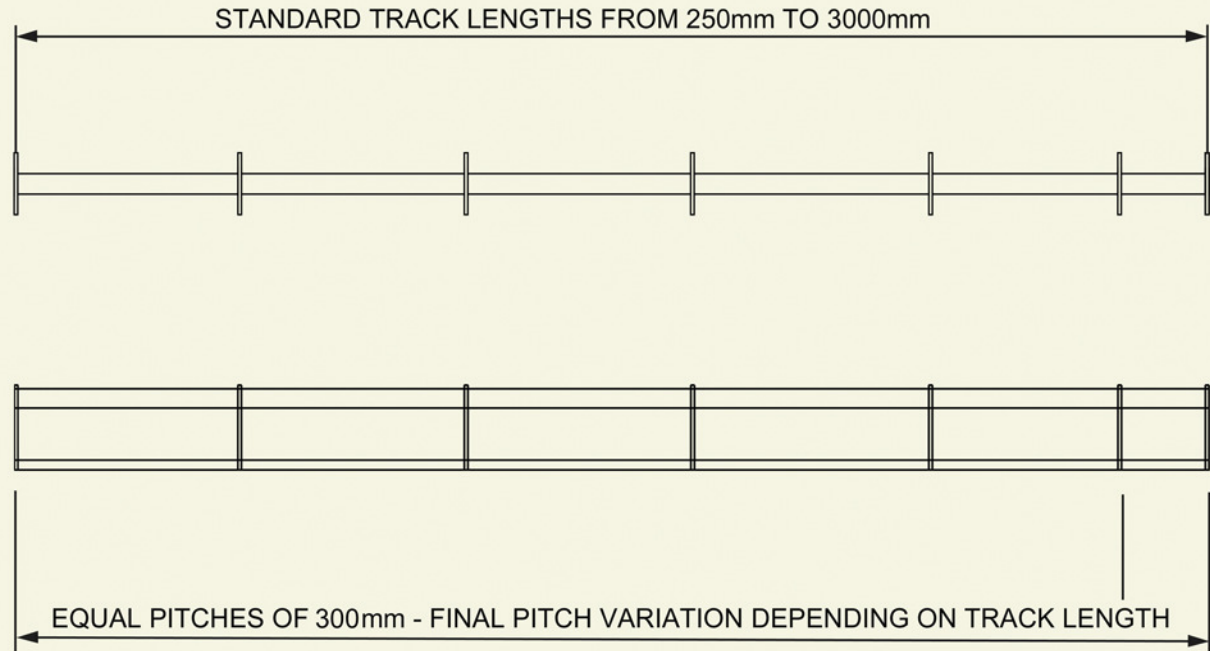 STANDARD TRACK LENGTHS FROM 250mm TO 3000mm
EQUAL PITCHES OF 300mm - FINAL PITCH VARIATION DEPENDING ON TRACK LENGTH